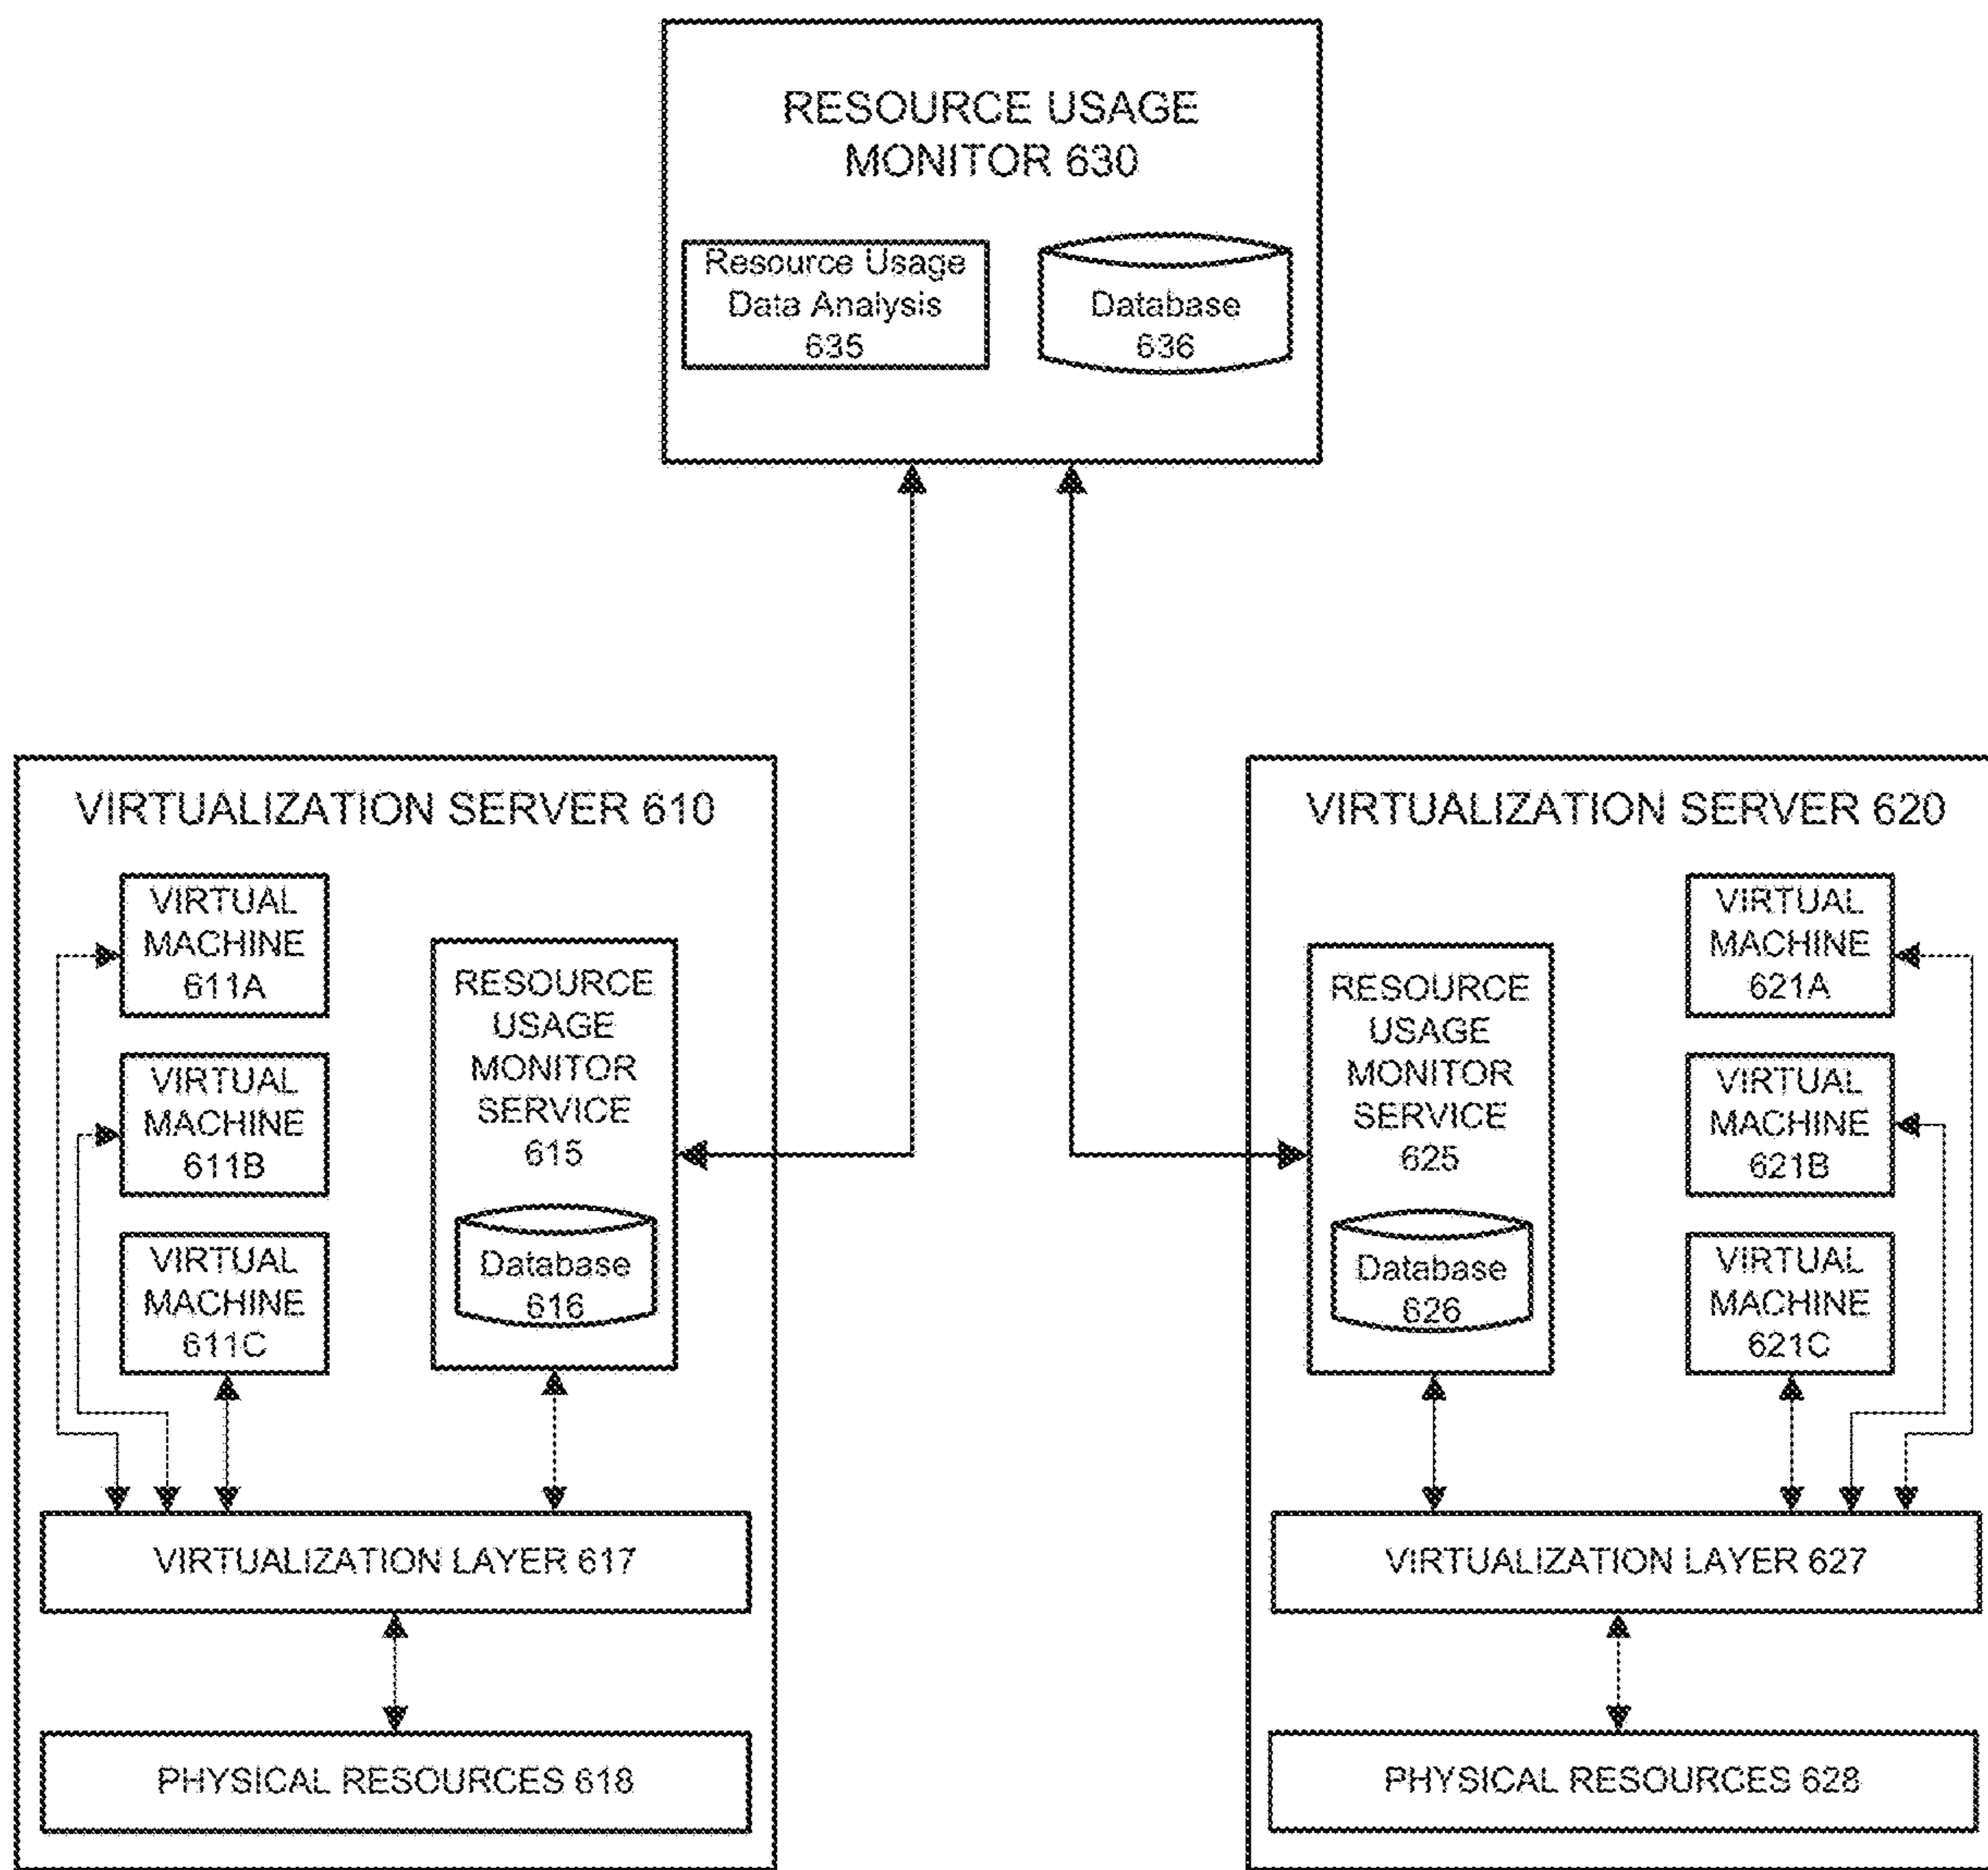 RESOURCE USAGE
MONITOR 630
Resource Usage
Data Analysis
635
Database
636
VIRTUALIZATION SERVER 610
VIRTUAL
MACHINE
611A
VIRTUAL
MACHINE
611B
VIRTUAL
MACHINE
611C
RESOURCE
USAGE
MONITOR
SERVICE
615
Database
616
VIRTUALIZATION LAYER 617
PHYSICAL RESOURCES 618
VIRTUALIZATION SERVER 620
RESOURCE
USAGE
MONITOR
SERVICE
625
Database
626
VIRTUAL
MACHINE
621A
VIRTUAL
MACHINE
621B
VIRTUAL
MACHINE
621C
VIRTUALIZATION LAYER 627
PHYSICAL RESOURCES 628